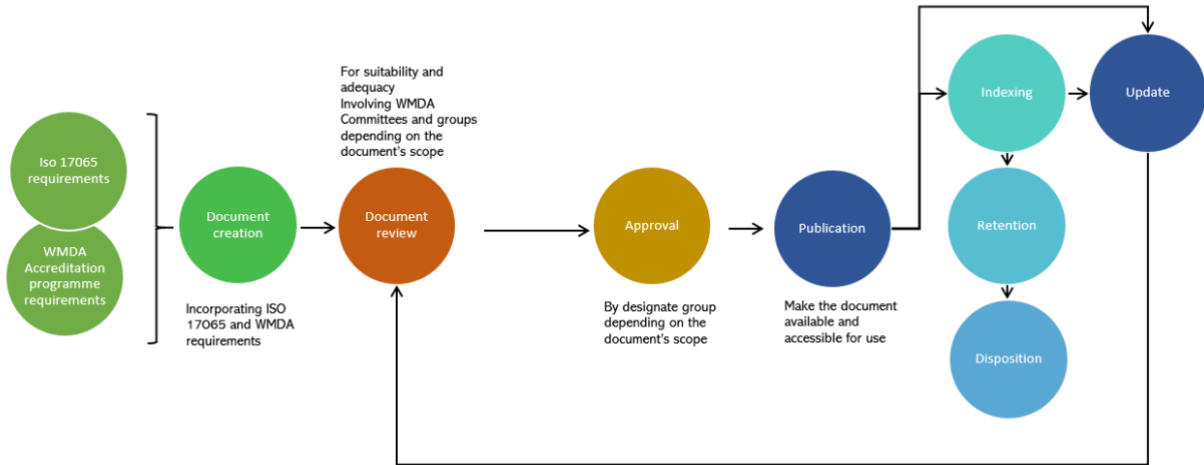 Iso 17065
requirements
WMDA
Accreditation
programme
requirements
Document
creation
Incorporating ISO
17065 and WMDA
requirements
For suitability and
adequacy
Involving WMDA
Committees and groups
depending on the
document's scope
Document
review
Approval
By designate group
depending on the
document's scope
Publication
Make the document
available and
accessible for use
Indexing
Update
Retention
Disposition